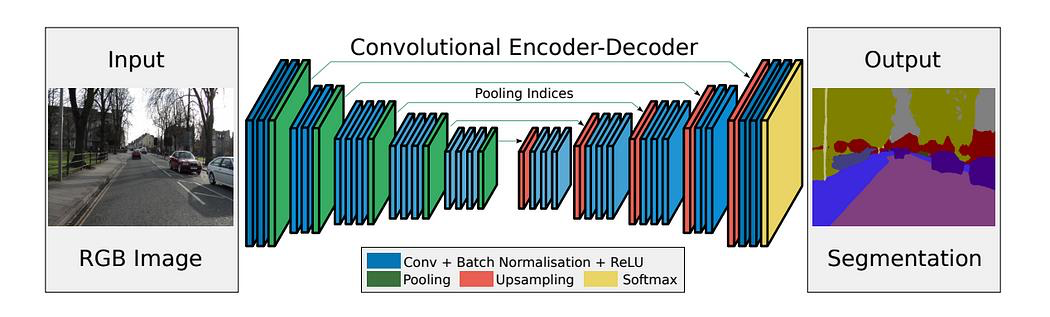 Input
RGB Image
Convolutional Encoder-Decoder
Pooling Indices
Conv + Batch Normalisation + ReLU
Pooling Upsampling Softmax
Output
Segmentation